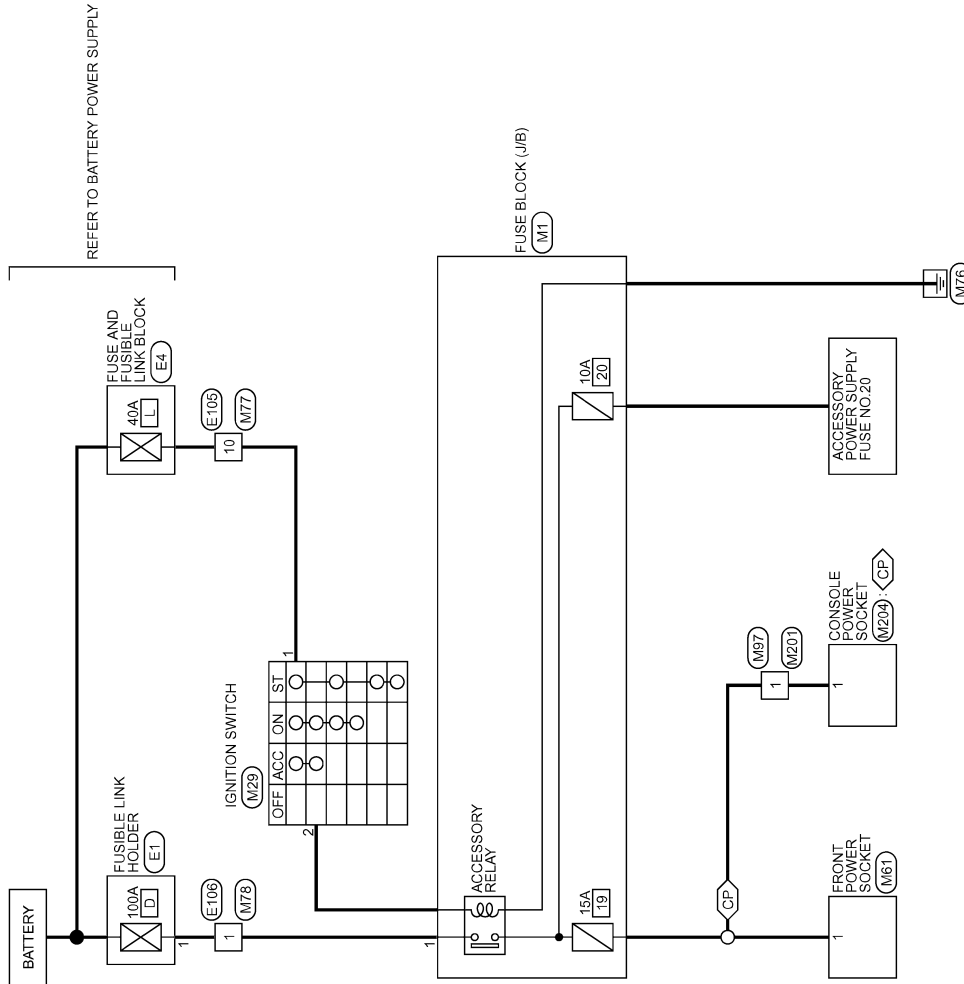 REFER TO BATTERY POWER SUPPLY
BATTERY
FUSIBLE LINK
HOLDER
E1
100A
D
1
FUSE AND
FUSIBLE
LINK BLOCK
E4
40A
L
E106
1
M78
E105
10
M77
IGNITION SWITCH
M29
OFF
ACC
ON
ST
1
2
FUSE BLOCK (J/B)
M1
1
ACCESSORY
RELAY
15A
19
10A
20
CP
M97
1
M201
FRONT
POWER
SOCKET
M61
1
CONSOLE
POWER
SOCKET
M204 : CP
1
ACCESSORY
POWER SUPPLY
FUSE NO.20
M76